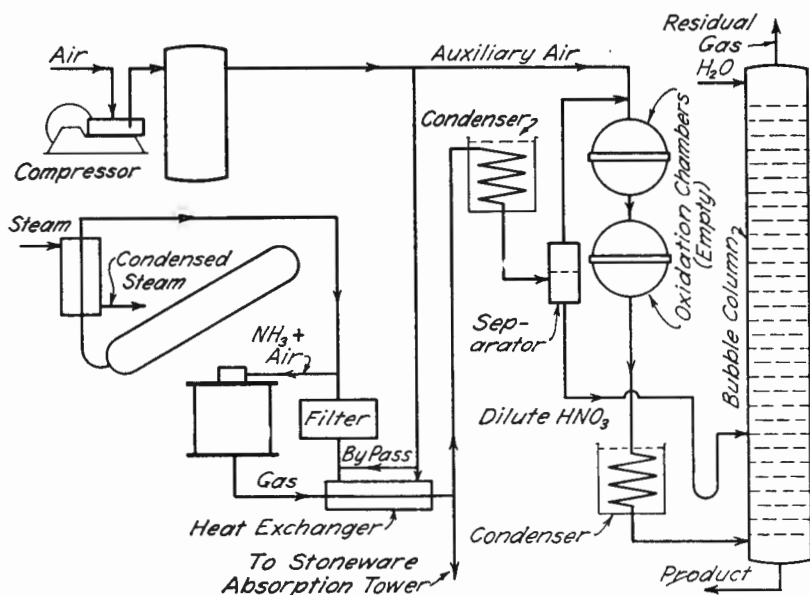 Air
Auxiliary Air
Residual
Gas
H₂O
Condenser
Compressor
Oxidation Chambers
(Empty)
Steam
Condensed
Steam
Sep-
arator
Bubble Column
NH₃ +
Air
Filter
Dilute HNO₃
By Pass
Gas
Heat Exchanger
Condenser
To Stoneware
Absorption Tower
Product